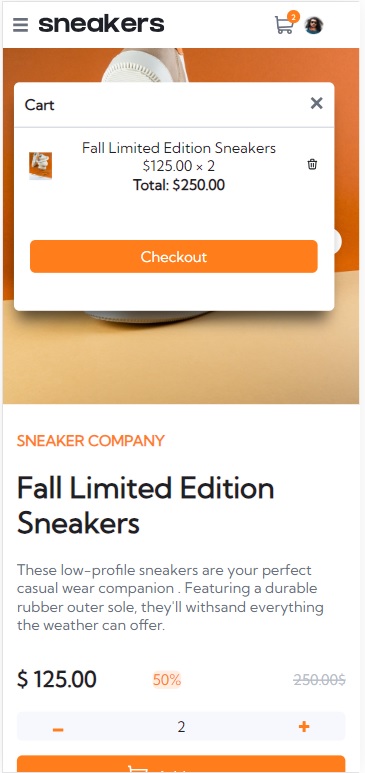 sneakers
2
Cart
×
Fall Limited Edition Sneakers
$125.00 × 2
Total: $250.00
Checkout
SNEAKER COMPANY
Fall Limited Edition
Sneakers
These low-profile sneakers are your perfect
casual wear companion . Featuring a durable
rubber outer sole, they'll withsand everything
the weather can offer.
$ 125.00 50% 250.00$
– 2 +